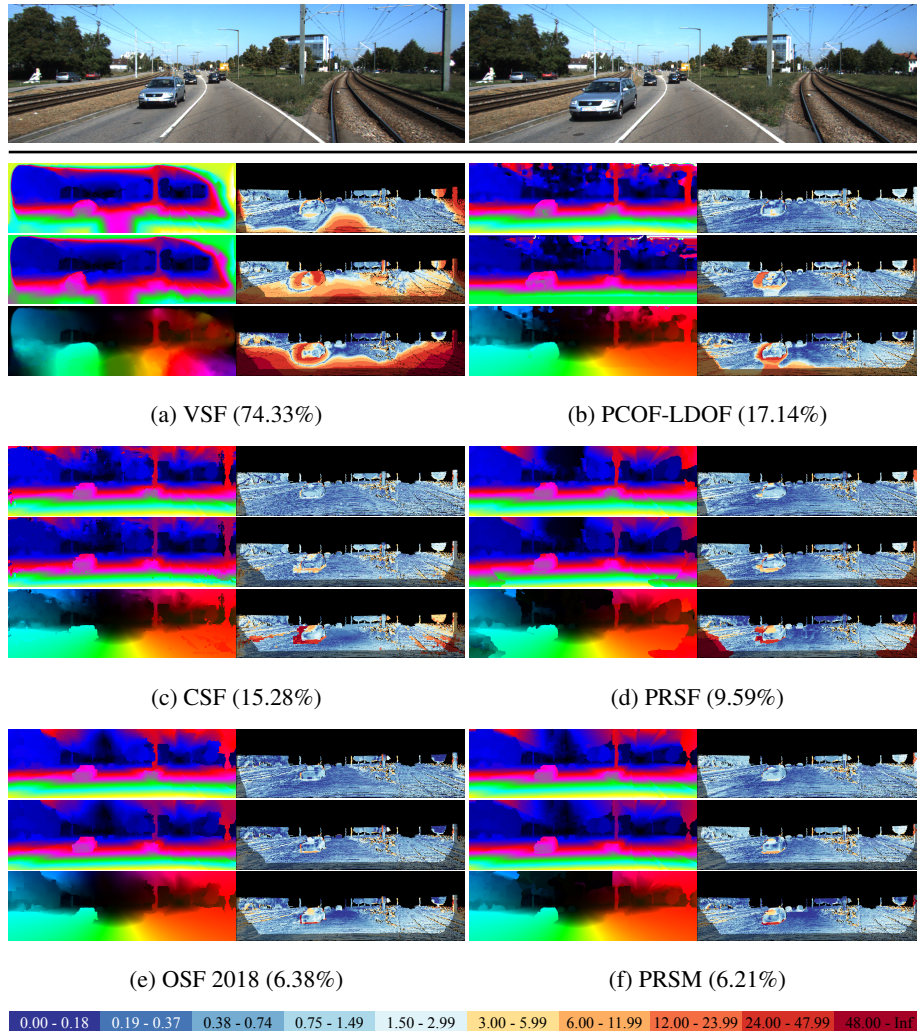 (a) VSF (74.33%)
(b) PCOF-LDOF (17.14%)
(c) CSF (15.28%)
(d) PRSF (9.59%)
(e) OSF 2018 (6.38%)
(f) PRSM (6.21%)
0.00 - 0.18 0.19 - 0.37 0.38 - 0.74 0.75 - 1.49 1.50 - 2.99 3.00 - 5.99 6.00 - 11.99 12.00 - 23.99 24.00 - 47.99 48.00 - Inf